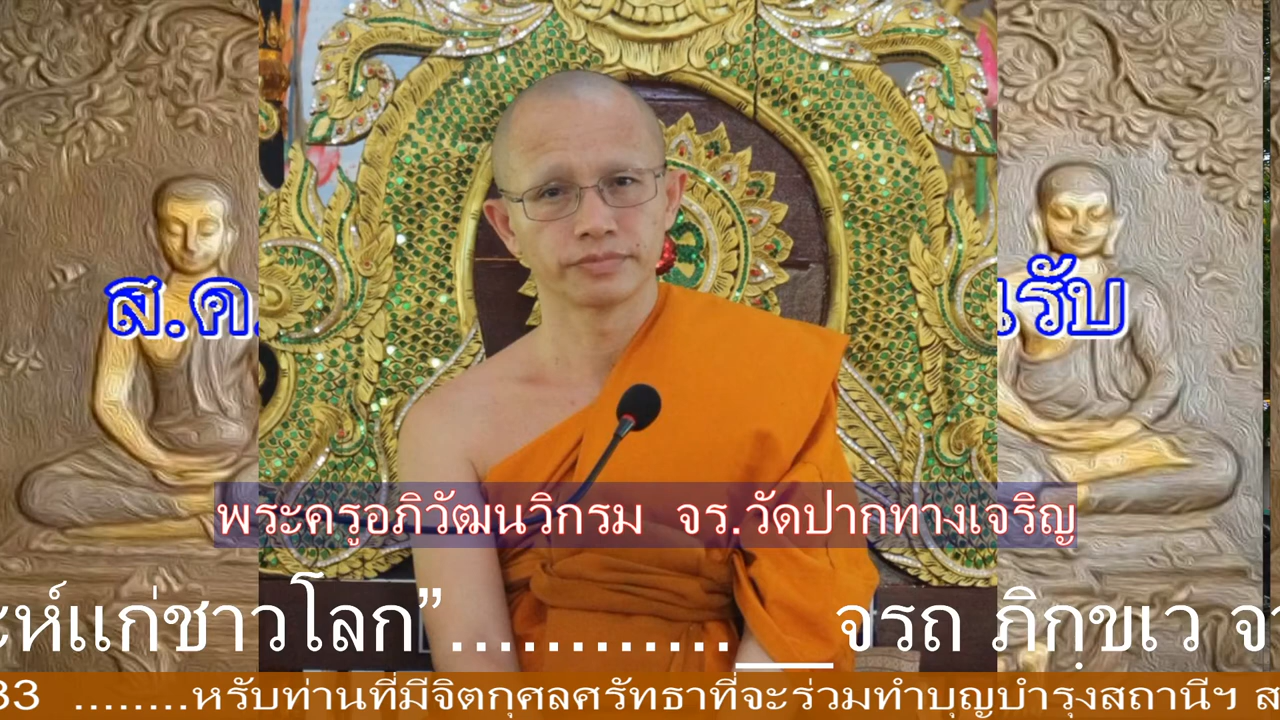 ส.ค. นรับ
พระครูอภิวัฒนวิกรม จร.วัดปากทางเจริญ
ะห์แก่ชาวโลก” ............___จรถ ภิกฺขเว จา
33 ........หรับท่านที่มีจิตกุศลศรัทธาที่จะร่วมทำบุญบำรุงสถานีฯ ส